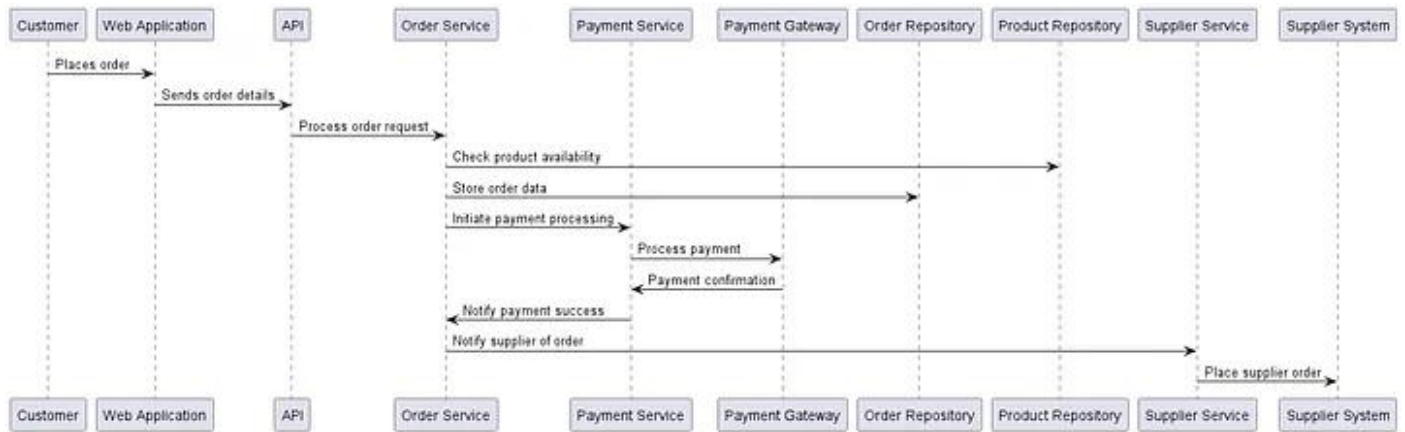 Customer Web Application API Order Service Payment Service Payment Gateway Order Repository Product Repository Supplier Service Supplier System
Places order
Sends order details
Process order request
Check product availability
Store order data
Initiate payment processing
Process payment
Payment confirmation
Notify payment success
Notify supplier of order
Place supplier order
Customer Web Application API Order Service Payment Service Payment Gateway Order Repository Product Repository Supplier Service Supplier System